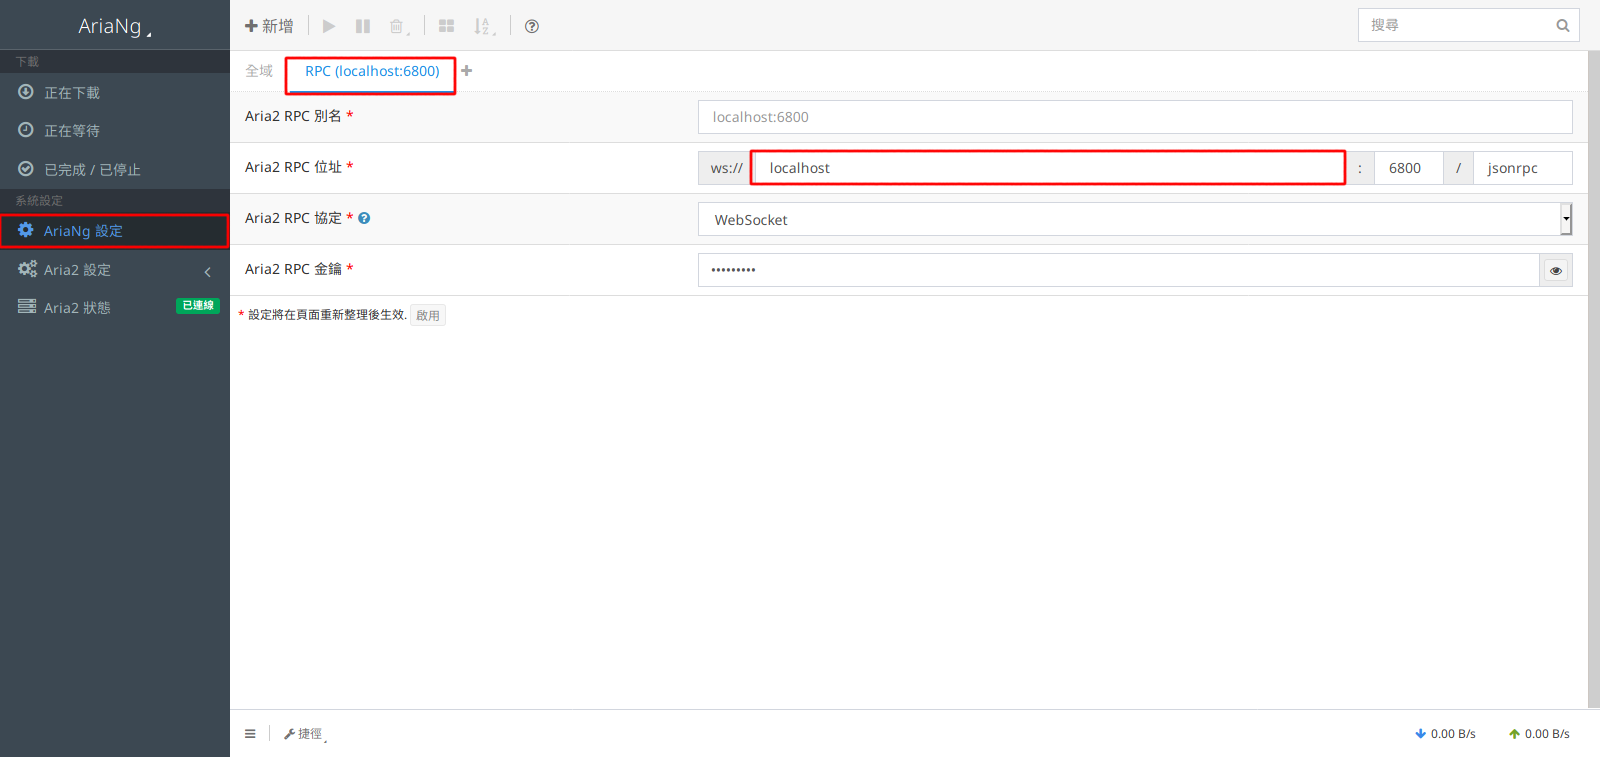 AriaNg
下載
正在下載
正在等待
已完成 / 已停止
系統設定
AriaNg 設定
Aria2 設定
Aria2 狀態 已連線
新增
搜尋
全域 RPC (localhost:6800)
Aria2 RPC 別名 * localhost:6800
Aria2 RPC 位址 * ws:// localhost : 6800 / jsonrpc
Aria2 RPC 協定 * WebSocket
Aria2 RPC 金鑰 * •••••••••
* 設定將在頁面重新整理後生效. 啟用
捷徑 0.00 B/s 0.00 B/s